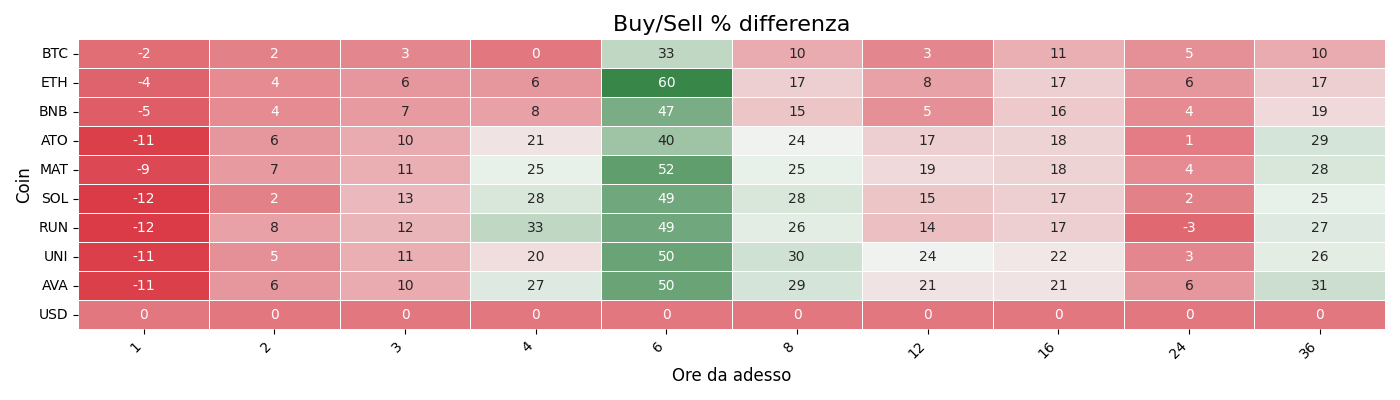 Buy/Sell % differenza
Coin
BTC -2 2 3 0 33 10 3 11 5 10
ETH -4 4 6 6 60 17 8 17 6 17
BNB -5 4 7 8 47 15 5 16 4 19
ATO -11 6 10 21 40 24 17 18 1 29
MAT -9 7 11 25 52 25 19 18 4 28
SOL -12 2 13 28 49 28 15 17 2 25
RUN -12 8 12 33 49 26 14 17 -3 27
UNI -11 5 11 20 50 30 24 22 3 26
AVA -11 6 10 27 50 29 21 21 6 31
USD 0 0 0 0 0 0 0 0 0 0
1 2 3 4 6 8 12 16 24 36
Ore da adesso